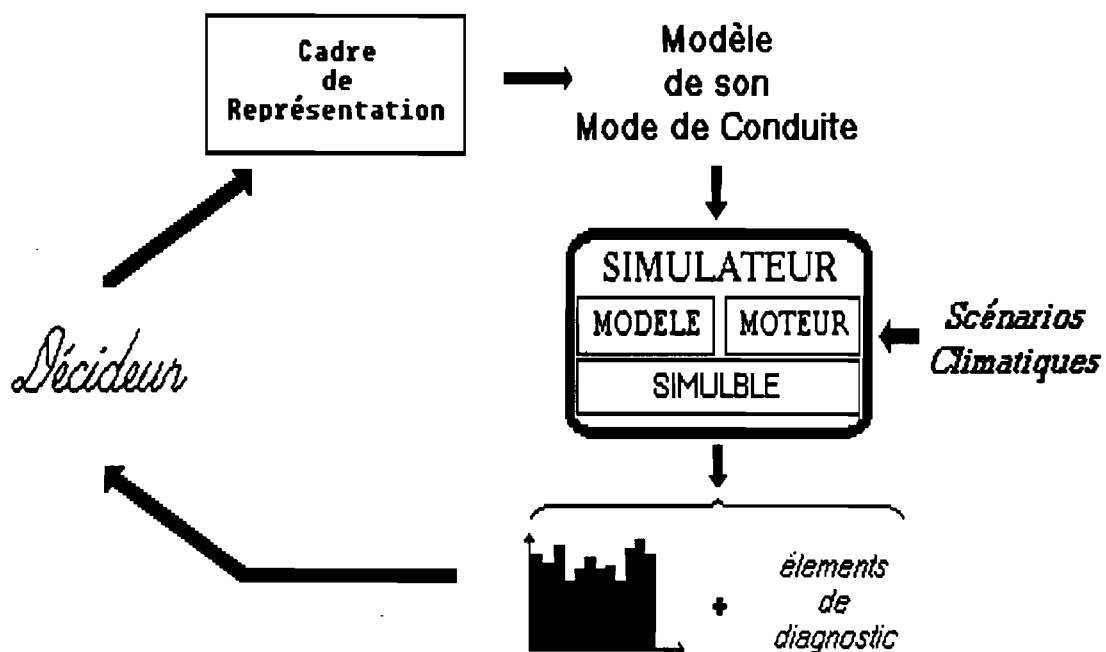 Cadre
de
Représentation
Modèle
de son
Mode de Conduite
SIMULATEUR
MODELE
MOTEUR
SIMULBLE
Scénarios
Climatiques
Décideur
+
élements
de
diagnostic